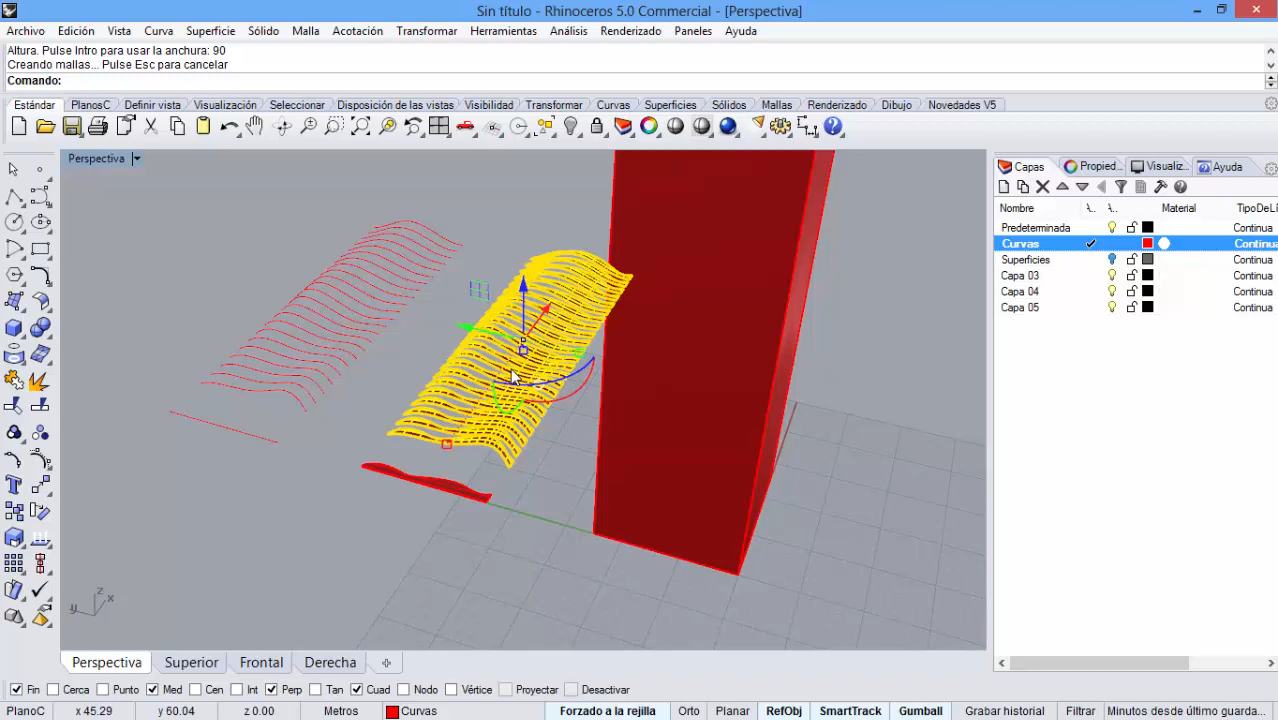 Sin título - Rhinoceros 5.0 Commercial - [Perspectiva]
Archivo Edición Vista Curva Superficie Sólido Malla Acotación Transformar Herramientas Análisis Renderizado Paneles Ayuda
Altura. Pulse Intro para usar la anchura: 90
Creando mallas... Pulse Esc para cancelar
Comando:
Estándar PlanosC Definir vista Visualización Seleccionar Disposición de las vistas Visibilidad Transformar Curvas Superficies Sólidos Mallas Renderizado Dibujo Novedades V5
Perspectiva
Capas Propied... Visualiz... Ayuda
Nombre Material TipoDeLí
Predeterminada Continua
Curvas Continua
Superficies Continua
Capa 03 Continua
Capa 04 Continua
Capa 05 Continua
z
y x
Perspectiva Superior Frontal Derecha
Fin Cerca Punto Med Cen Int Perp Tan Cuad Nodo Vértice Proyectar Desactivar
PlanoC x 45.29 y 60.04 z 0.00 Metros Curvas Forzado a la rejilla Orto Planar RefObj SmartTrack Gumball Grabar historial Filtrar Minutos desde última guarda...